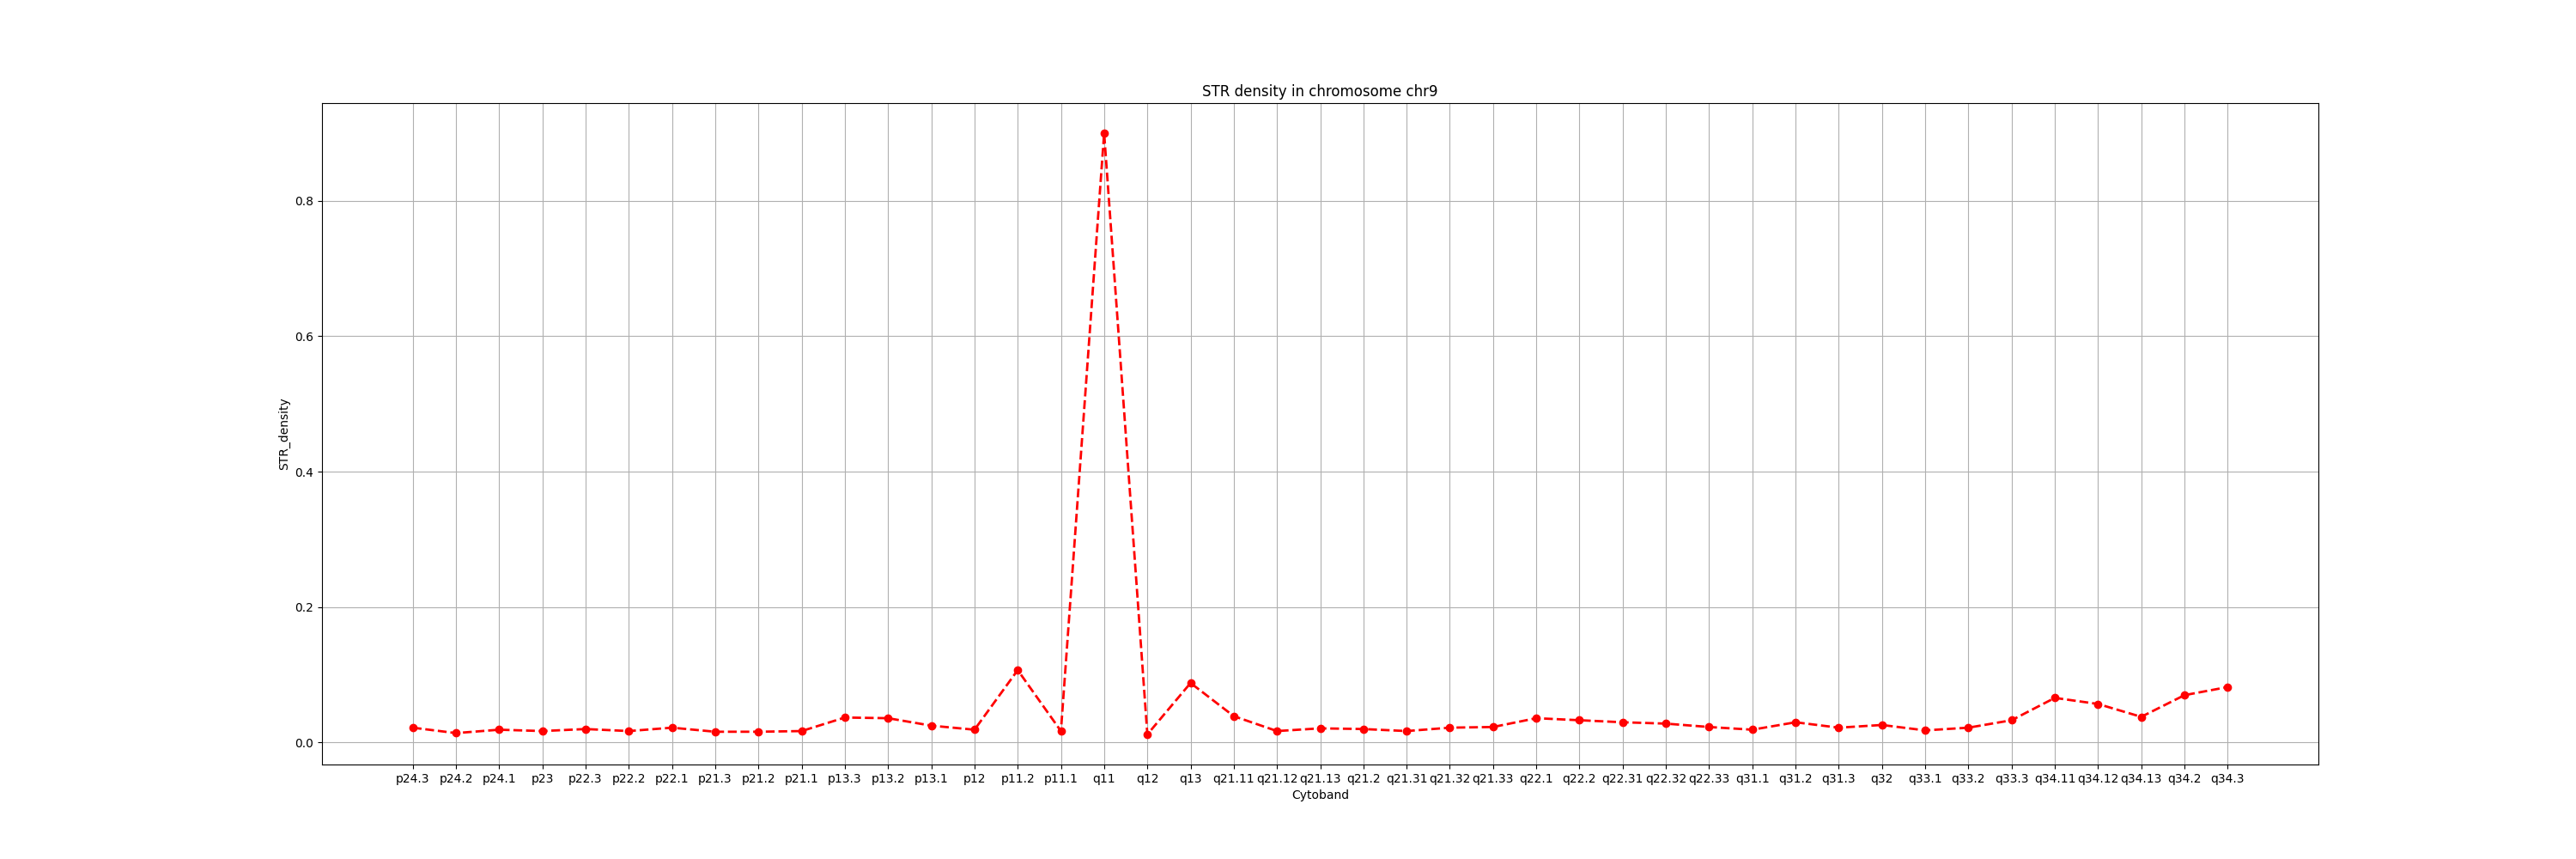 STR density in chromosome chr9
STR_density
0.8
0.6
0.4
0.2
0.0
p24.3 p24.2 p24.1 p23 p22.3 p22.2 p22.1 p21.3 p21.2 p21.1 p13.3 p13.2 p13.1 p12 p11.2 p11.1 q11 q12 q13 q21.11 q21.12 q21.13 q21.2 q21.31 q21.32 q21.33 q22.1 q22.2 q22.31 q22.32 q22.33 q31.1 q31.2 q31.3 q32 q33.1 q33.2 q33.3 q34.11 q34.12 q34.13 q34.2 q34.3
Cytoband